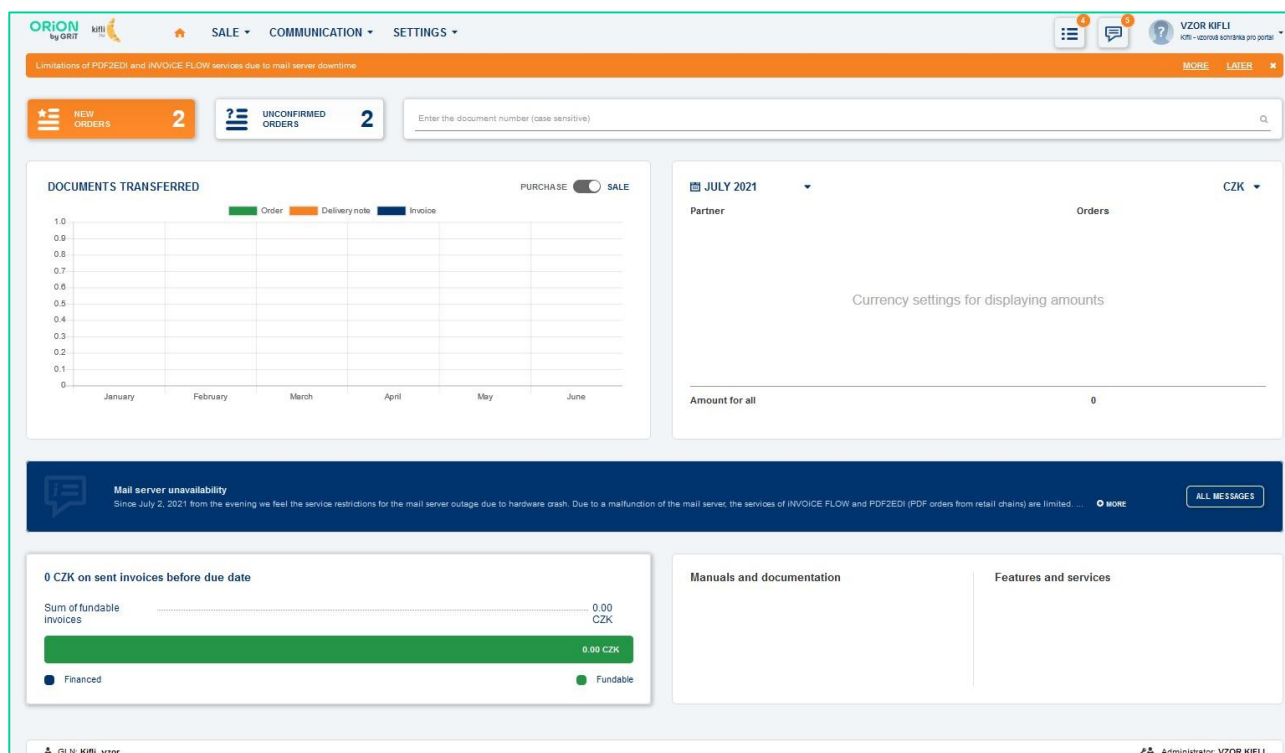 ORiON
by GRiT
kifli
SALE
COMMUNICATION
SETTINGS
4
5
?
VZOR KIFLI
Kifli - vzorová schránka pro portal
Limitations of PDF2EDI and iNVOiCE FLOW services due to mail server downtime
MORE
LATER
NEW
ORDERS
2
UNCONFIRMED
ORDERS
2
Enter the document number (case sensitive)
DOCUMENTS TRANSFERRED
PURCHASE
SALE
Order
Delivery note
Invoice
1.0
0.9
0.8
0.7
0.6
0.5
0.4
0.3
0.2
0.1
0
January
February
March
April
May
June
JULY 2021
CZK
Partner
Orders
Currency settings for displaying amounts
Amount for all
0
Mail server unavailability
Since July 2, 2021 from the evening we feel the service restrictions for the mail server outage due to hardware crash. Due to a malfunction of the mail server, the services of iNVOiCE FLOW and PDF2EDI (PDF orders from retail chains) are limited. ...
MORE
ALL MESSAGES
0 CZK on sent invoices before due date
Sum of fundable
invoices
0.00
CZK
0.00 CZK
Financed
Fundable
Manuals and documentation
Features and services
GLN: Kifli_vzor
Administrator: VZOR KIFLI